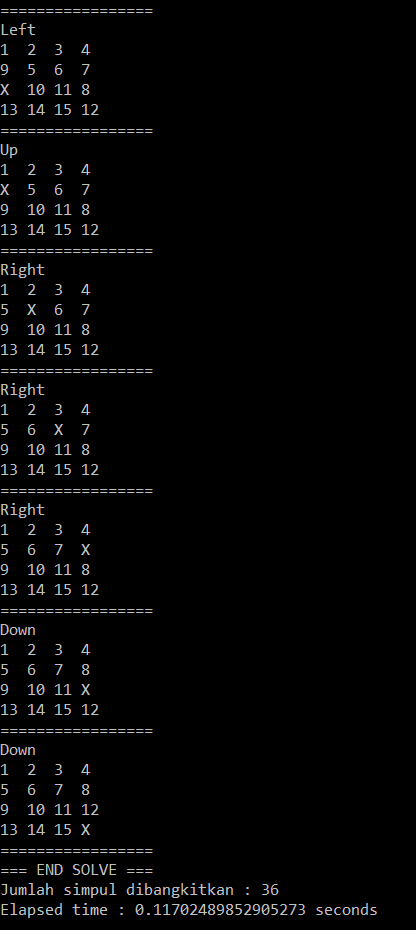 =================
Left
1  2  3  4
9  5  6  7
X  10 11 8
13 14 15 12
=================
Up
1  2  3  4
X  5  6  7
9  10 11 8
13 14 15 12
=================
Right
1  2  3  4
5  X  6  7
9  10 11 8
13 14 15 12
=================
Right
1  2  3  4
5  6  X  7
9  10 11 8
13 14 15 12
=================
Right
1  2  3  4
5  6  7  X
9  10 11 8
13 14 15 12
=================
Down
1  2  3  4
5  6  7  8
9  10 11 X
13 14 15 12
=================
Down
1  2  3  4
5  6  7  8
9  10 11 12
13 14 15 X
=================
=== END SOLVE ===
Jumlah simpul dibangkitkan : 36
Elapsed time : 0.11702489852905273 seconds